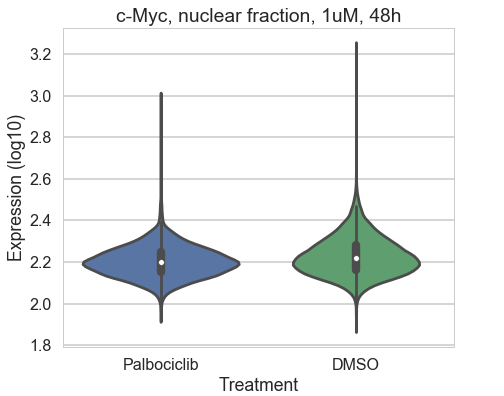 c-Myc, nuclear fraction, 1uM, 48h
Expression (log10)
3.2
3.0
2.8
2.6
2.4
2.2
2.0
1.8
Palbociclib
DMSO
Treatment